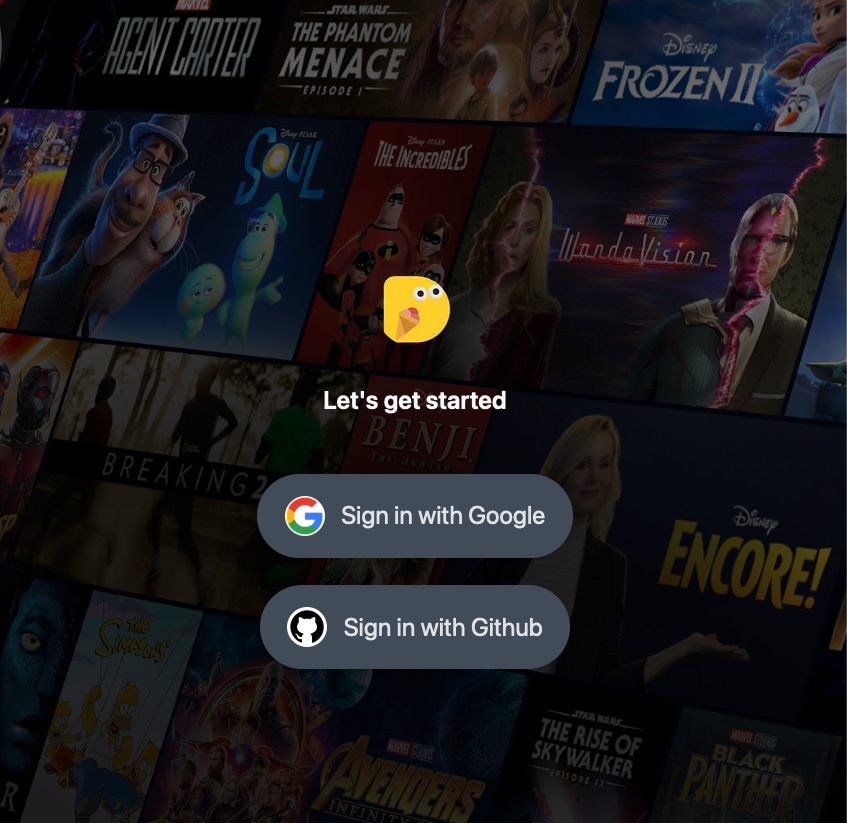 MARVEL
AGENT CARTER
STAR WARS
THE PHANTOM
MENACE
EPISODE I
Disney
FROZEN II
Disney PIXAR
SOUL
Disney PIXAR
THE INCREDIBLES
MARVEL STUDIOS
WandaVision
Let's get started
BREAKING2
BENJI
THE HUNTED
Sign in with Google
Disney
ENCORE!
Sign in with Github
THE
SIMPSONS
MARVEL STUDIOS
AVENGERS
INFINITY
STAR WARS
THE RISE OF
SKYWALKER
EPISODE IX
MARVEL STUDIOS
BLACK
PANTHER
R